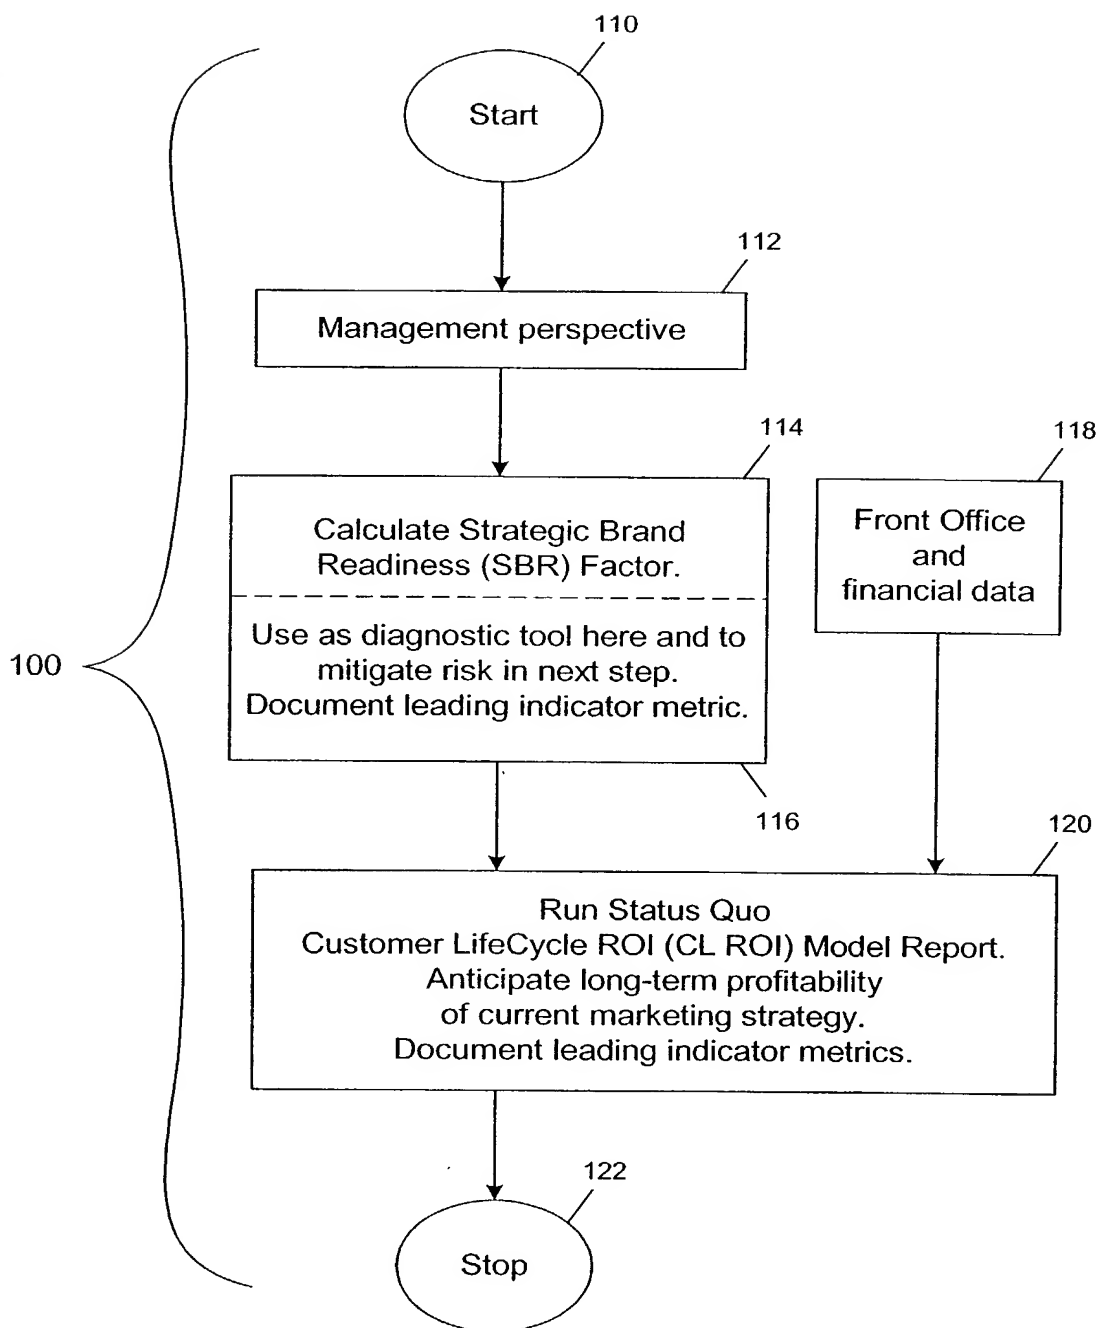 110
Start
112
Management perspective
114
118
Calculate Strategic Brand
Readiness (SBR) Factor.
Front Office
and
financial data
Use as diagnostic tool here and to
mitigate risk in next step.
Document leading indicator metric.
100
116
120
Run Status Quo
Customer LifeCycle ROI (CL ROI) Model Report.
Anticipate long-term profitability
of current marketing strategy.
Document leading indicator metrics.
122
Stop